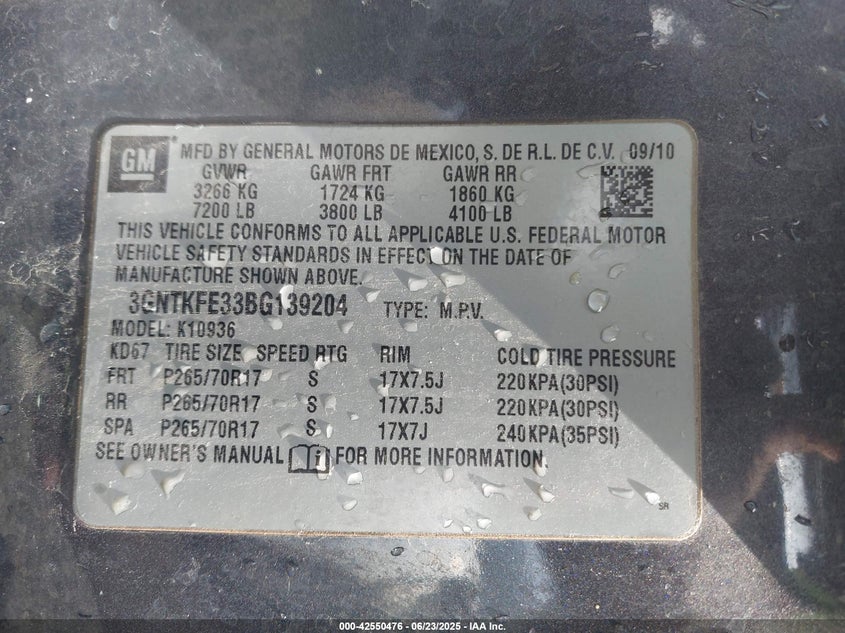 GM MFD BY GENERAL MOTORS DE MEXICO, S. DE R.L. DE C.V. 09/10
GVWR GAWR FRT GAWR RR
3266 KG 1724 KG 1860 KG
7200 LB 3800 LB 4100 LB
THIS VEHICLE CONFORMS TO ALL APPLICABLE U.S. FEDERAL MOTOR
VEHICLE SAFETY STANDARDS IN EFFECT ON THE DATE OF
MANUFACTURE SHOWN ABOVE.
3GNTKFE33BG139204 TYPE: M.P.V.
MODEL: K10936
KD67 TIRE SIZE SPEED RTG RIM COLD TIRE PRESSURE
FRT P265/70R17 S 17X7.5J 220KPA(30PSI)
RR P265/70R17 S 17X7.5J 220KPA(30PSI)
SPA P265/70R17 S 17X7J 240KPA(35PSI)
SEE OWNER'S MANUAL FOR MORE INFORMATION.
SR
000-42550476 - 06/23/2025 - IAA Inc.